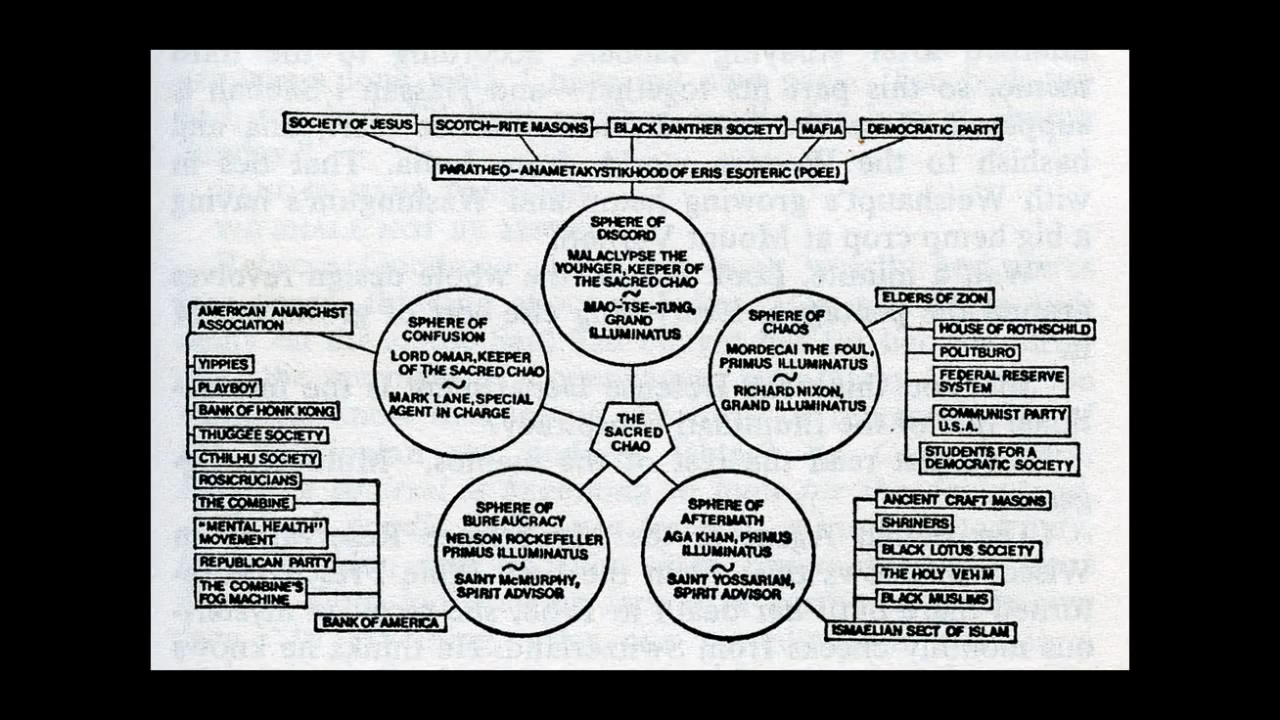 SOCIETY OF JESUS
SCOTCH-RITE MASONS
BLACK PANTHER SOCIETY
MAFIA
DEMOCRATIC PARTY
PARATHEO-ANAMETAKYSTIKHOOD OF ERIS ESOTERIC (POEE)
SPHERE OF
DISCORD
MALACLYPSE THE
YOUNGER, KEEPER OF
THE SACRED CHAO
~
MAO-TSE-TUNG,
GRAND
ILLUMINATUS
AMERICAN ANARCHIST
ASSOCIATION
YIPPIES
PLAYBOY
BANK OF HONK KONG
THUGGEE SOCIETY
CTHILHU SOCIETY
SPHERE OF
CONFUSION
LORD OMAR, KEEPER
OF THE SACRED CHAO
~
MARK LANE, SPECIAL
AGENT IN CHARGE
SPHERE OF
CHAOS
MORDECAI THE FOUL,
PRIMUS ILLUMINATUS
~
RICHARD NIXON,
GRAND ILLUMINATUS
ELDERS OF ZION
HOUSE OF ROTHSCHILD
POLITBURO
FEDERAL RESERVE
SYSTEM
COMMUNIST PARTY
U.S.A.
STUDENTS FOR A
DEMOCRATIC SOCIETY
THE
SACRED
CHAO
ROSICRUCIANS
THE COMBINE
"MENTAL HEALTH"
MOVEMENT
REPUBLICAN PARTY
THE COMBINE'S
FOG MACHINE
BANK OF AMERICA
SPHERE OF
BUREAUCRACY
NELSON ROCKEFELLER
PRIMUS ILLUMINATUS
~
SAINT McMURPHY,
SPIRIT ADVISOR
SPHERE OF
AFTERMATH
AGA KHAN, PRIMUS
ILLUMINATUS
~
SAINT YOSSARIAN,
SPIRIT ADVISOR
ANCIENT CRAFT MASONS
SHRINERS
BLACK LOTUS SOCIETY
THE HOLY VEHM
BLACK MUSLIMS
ISMAELIAN SECT OF ISLAM